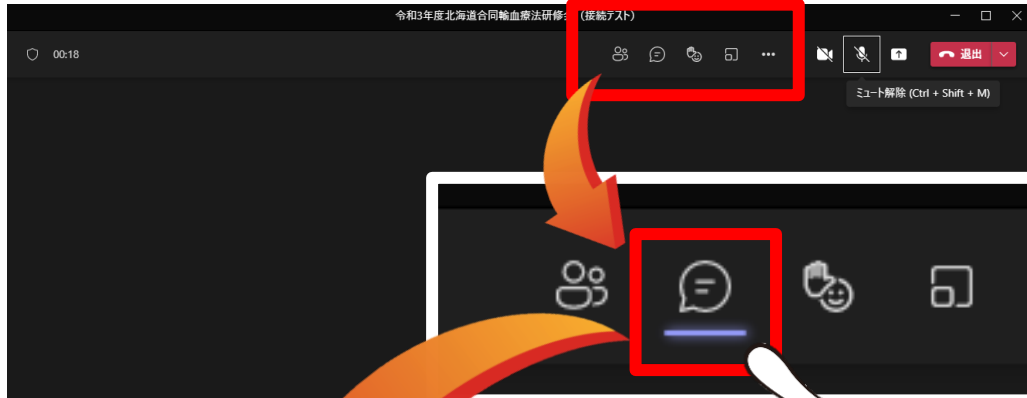 令和3年度北海道合同輸血療法研修会(接続テスト)
00:18
退出
ミュート解除 (Ctrl + Shift + M)